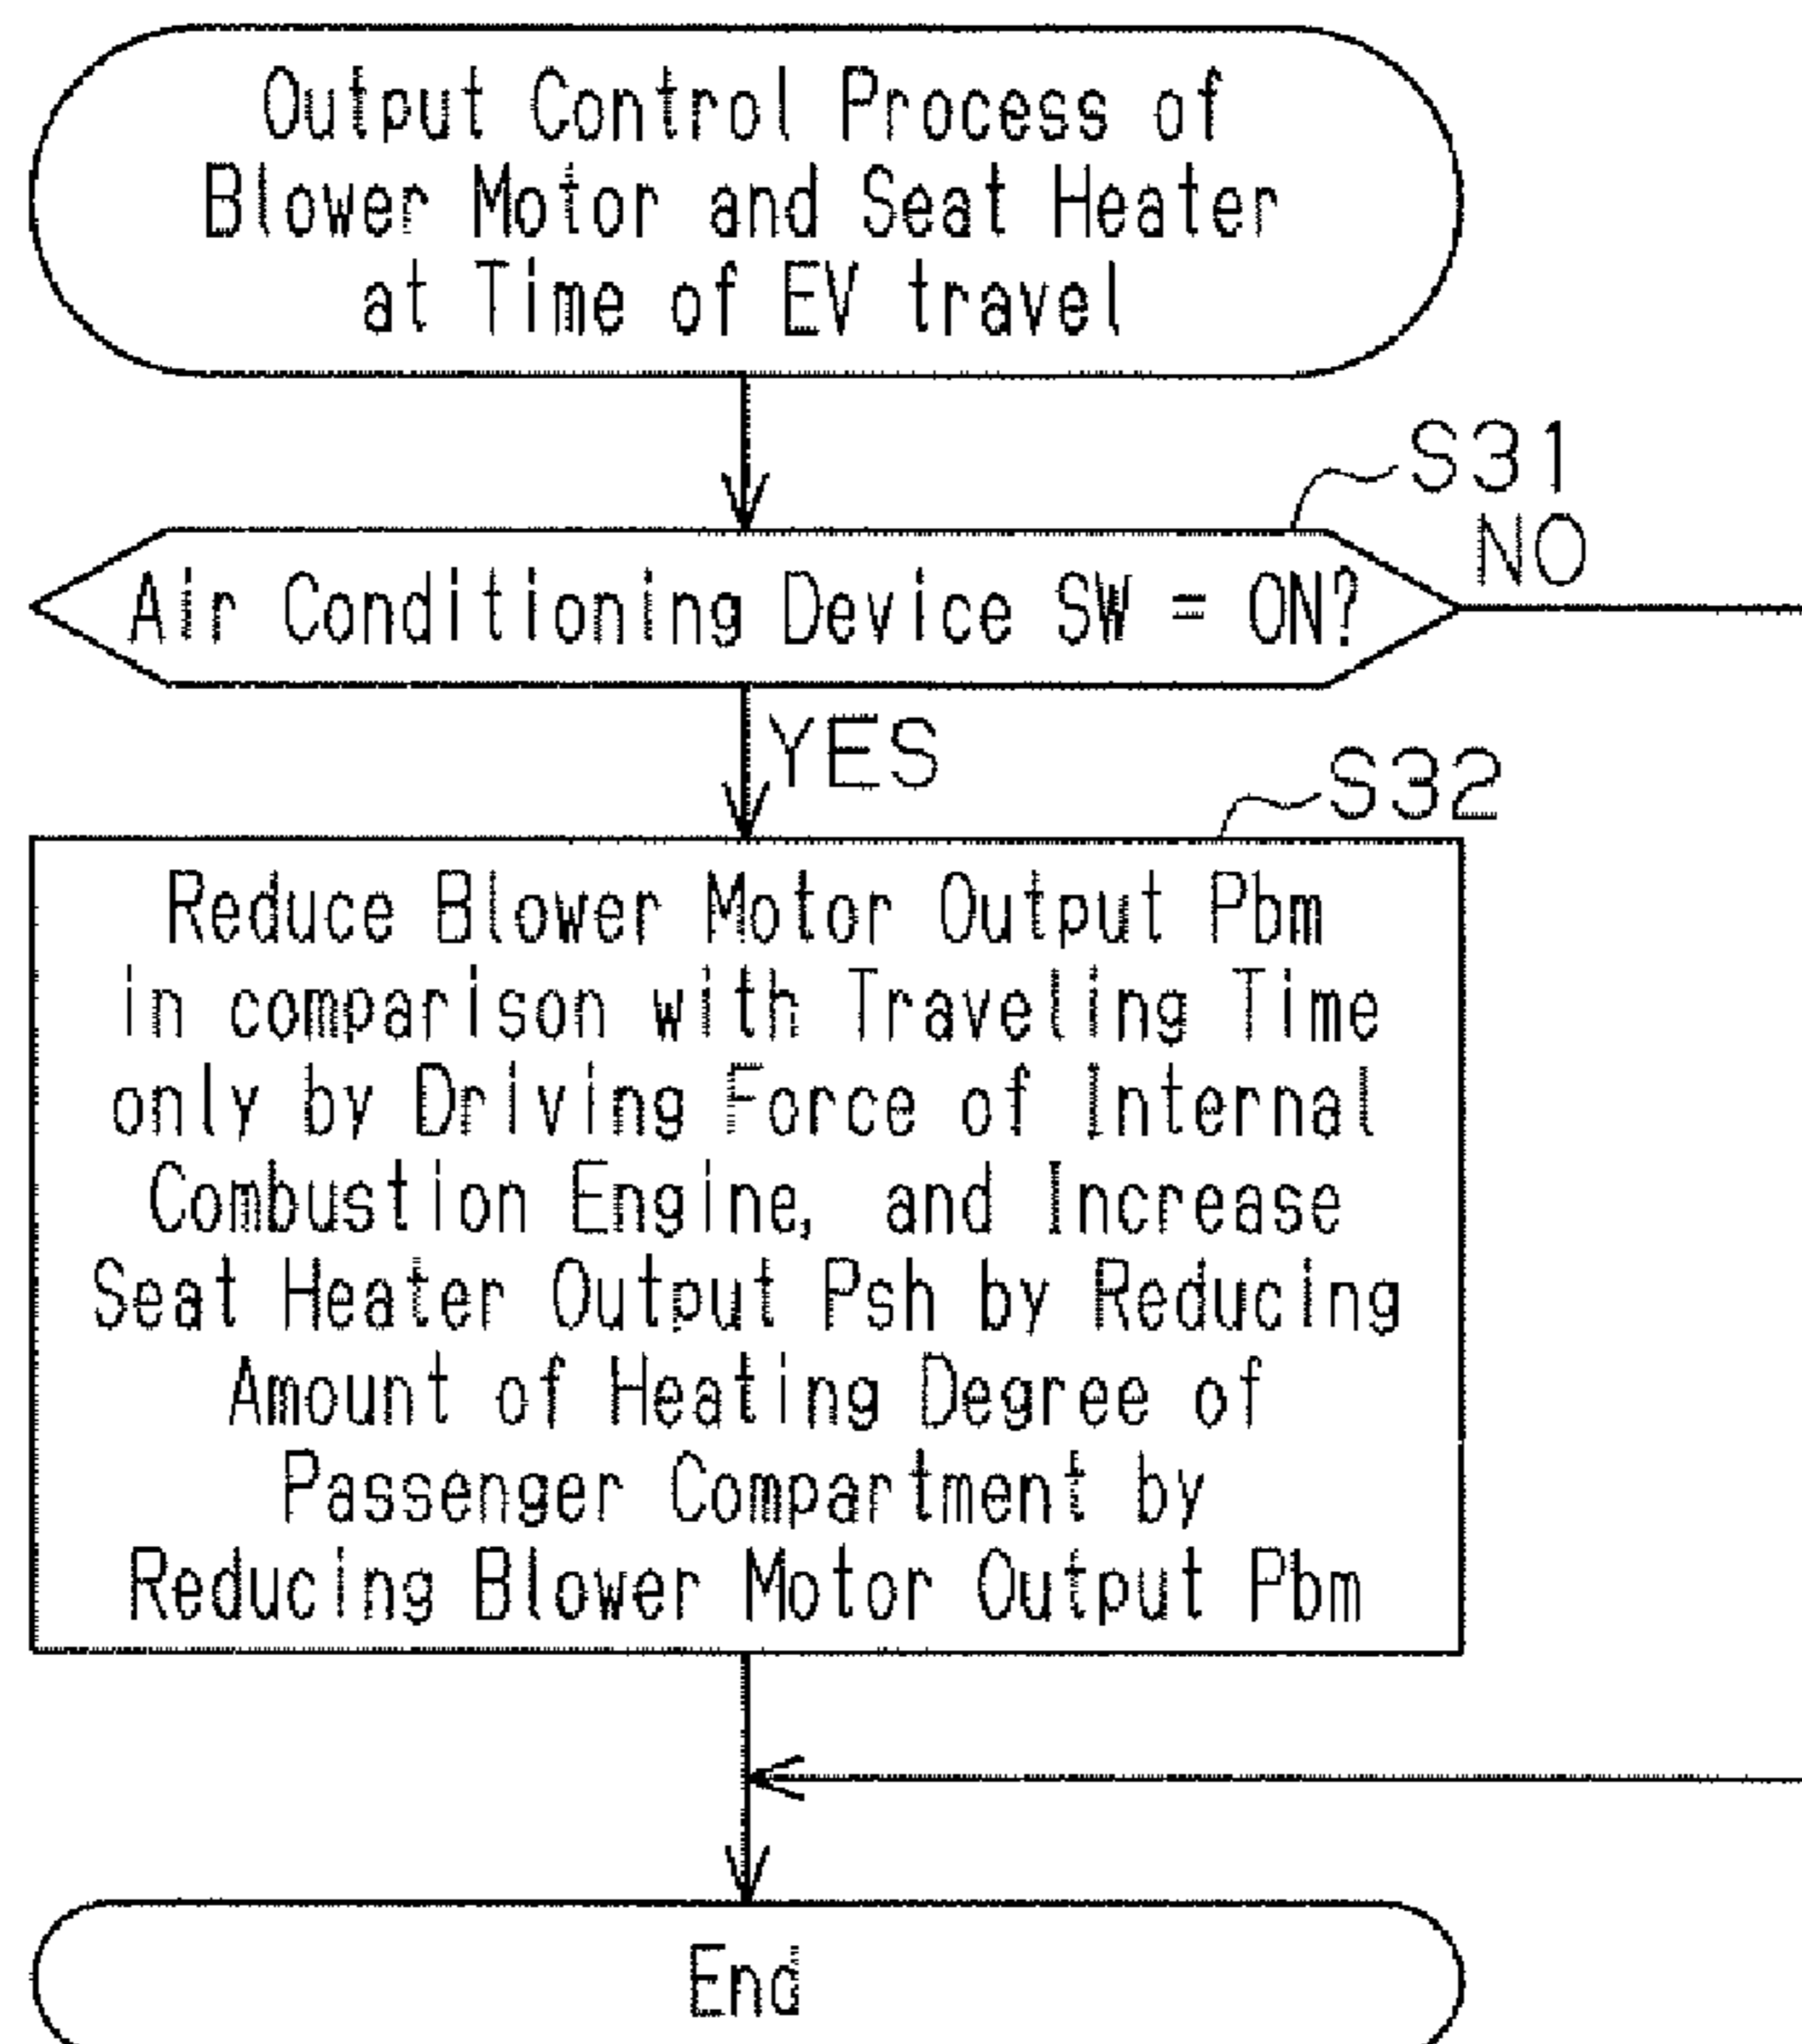 Output Control Process of
Blower Motor and Seat Heater
at Time of EV travel
S31
NO
Air Conditioning Device SW = ON?
YES
S32
Reduce Blower Motor Output Pbm
in comparison with Traveling Time
only by Driving Force of Internal
Combustion Engine, and Increase
Seat Heater Output Psh by Reducing
Amount of Heating Degree of
Passenger Compartment by
Reducing Blower Motor Output Pbm
End